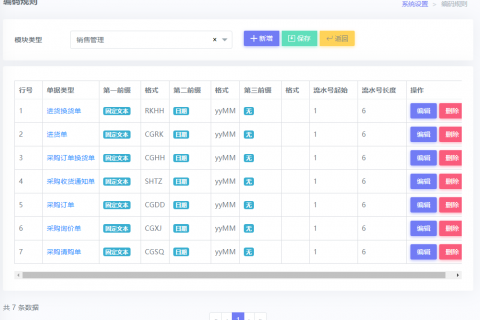 编码规则
系统设置 > 编码规则
模块类型 销售管理 × +新增 保存 返回
行号 单据类型 第一前缀 格式 第二前缀 格式 第三前缀 格式 流水号起始 流水号长度 操作
1 进货换货单 固定文本 RKHH 日期 yyMM 无 1 6 编辑 删除
2 进货单 固定文本 CGRK 日期 yyMM 无 1 6 编辑 删除
3 采购订单换货单 固定文本 CGHH 日期 yyMM 无 1 6 编辑 删除
4 采购收货通知单 固定文本 SHTZ 日期 yyMM 无 1 6 编辑 删除
5 采购订单 固定文本 CGDD 日期 yyMM 无 1 6 编辑 删除
6 采购询价单 固定文本 CGXJ 日期 yyMM 无 1 6 编辑 删除
7 采购请购单 固定文本 CGSQ 日期 yyMM 无 1 6 编辑 删除
共 7 条数据
1